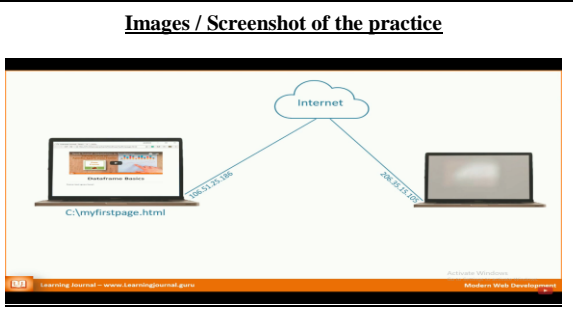 Images / Screenshot of the practice
Internet
106.51.25.186
206.35.15.105
Dataframe Basics
C:\myfirstpage.html
Activate Windows
Learning Journal - www.Learningjournal.guru
Modern Web Development